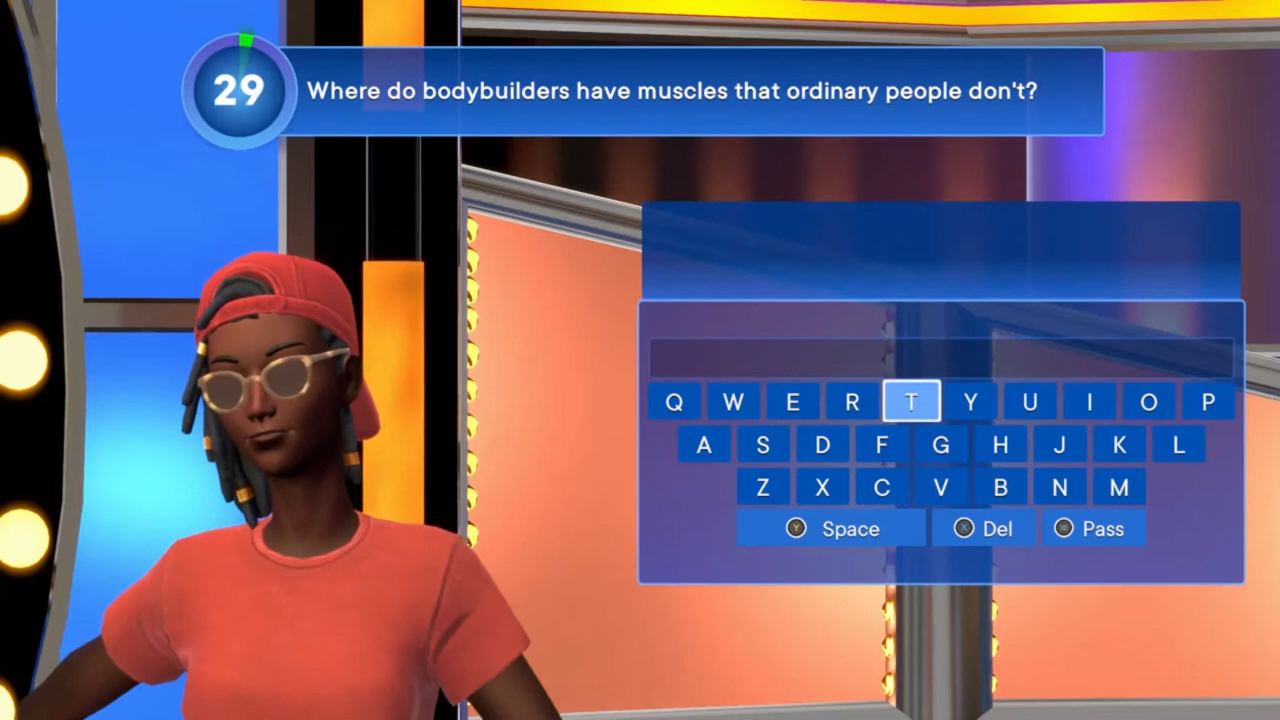 29
Where do bodybuilders have muscles that ordinary people don't?
Q W E R T Y U I O P
A S D F G H J K L
Z X C V B N M
Y Space X Del Pass